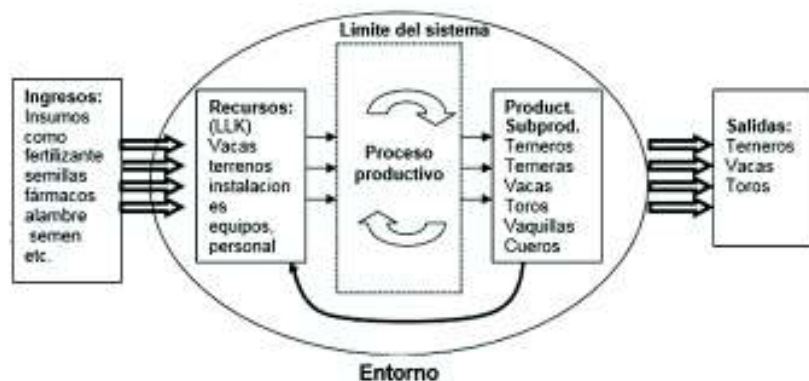 Limite del sistema
Ingresos:
Insumos
como
fertilizante
semillas
fármacos
alambre
semen
etc.
Recursos:
(LLK)
Vacas
terrenos
instalacion
es
equipos,
personal
Proceso
productivo
Product.
Subprod.
Terneros
Terneras
Vacas
Toros
Vaquillas
Cueros
Salidas:
Terneros
Vacas
Toros
Entorno